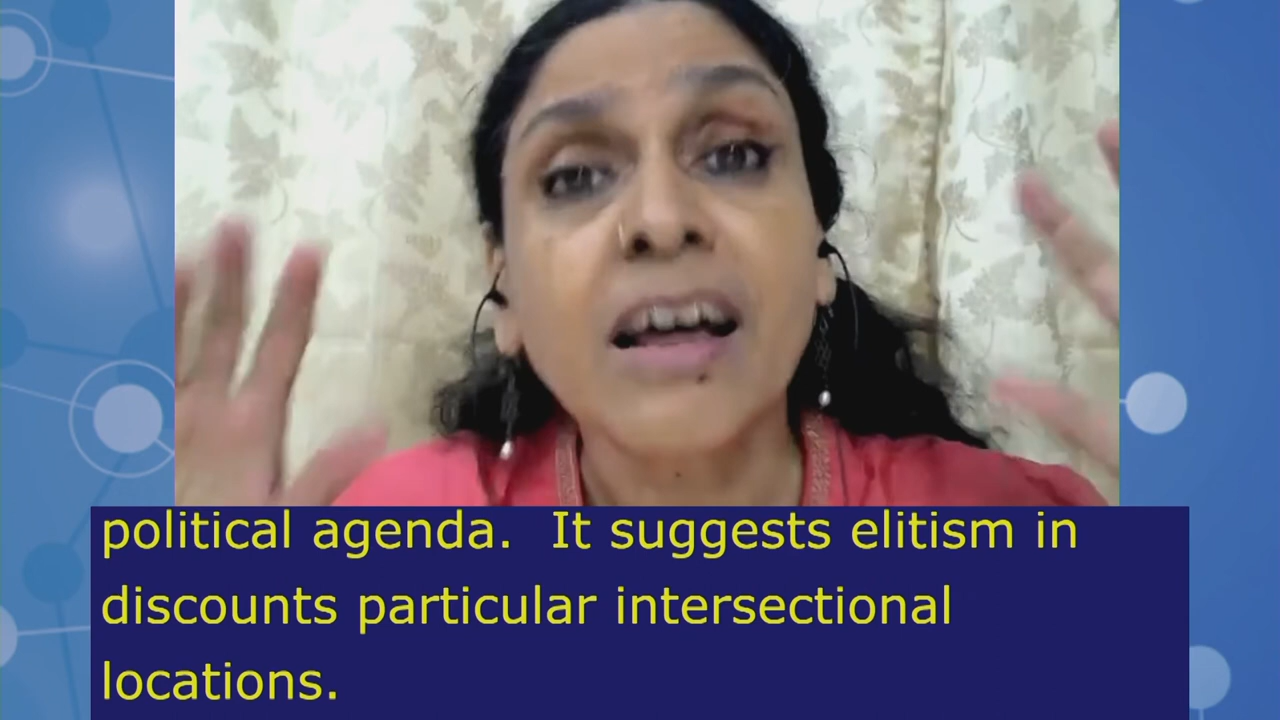 political agenda.  It suggests elitism in
discounts particular intersectional
locations.